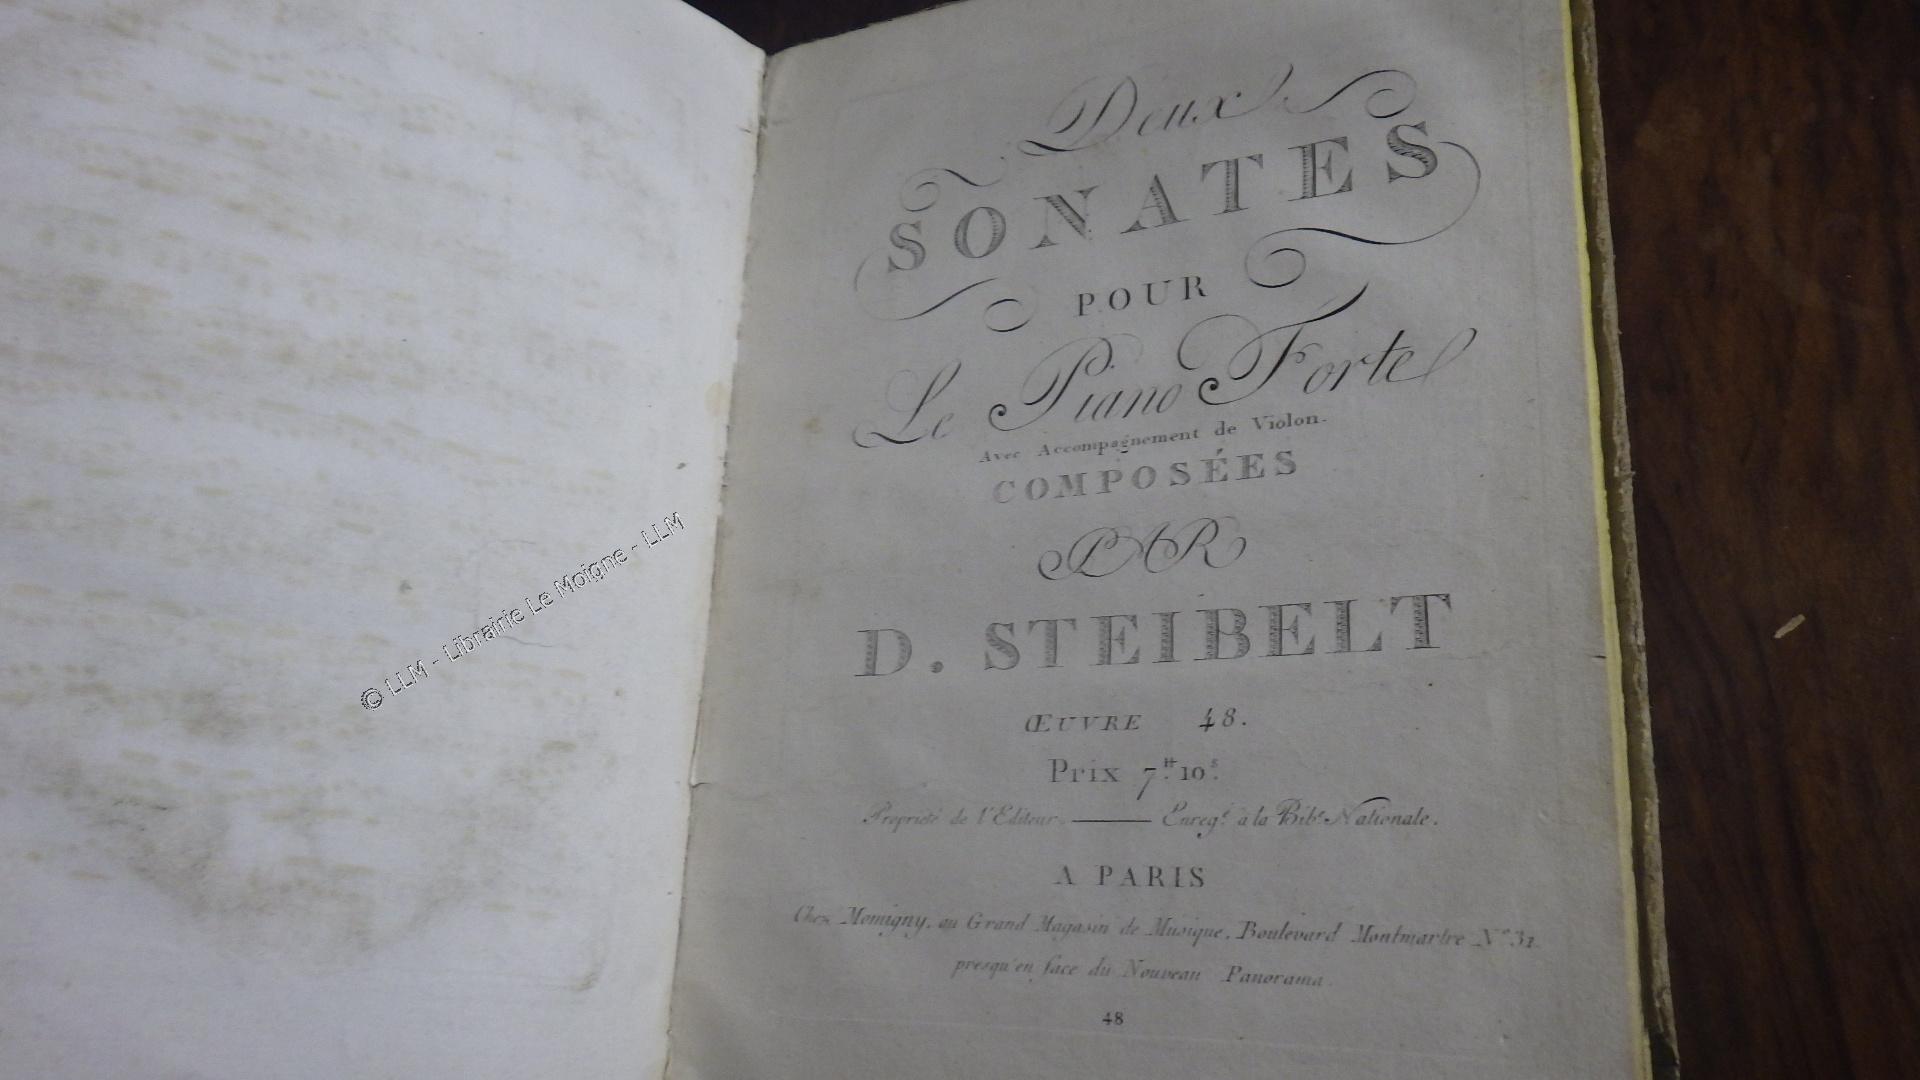 Deux
SONATES
POUR
Le Piano Forte
Avec Accompagnement de Violon.
COMPOSÉES
PAR
D. STEIBELT
ŒUVRE 48.
Prix 7.tt 10.s
Propriété de l'Editeur. — Enreg.é à la Bib.e Nationale.
A PARIS
Chez Momigny, au Grand Magasin de Musique, Boulevard Montmartre N.º 31.
presqu'en face du Nouveau Panorama.
48
© LLM - Librairie Le Moigne - LLM